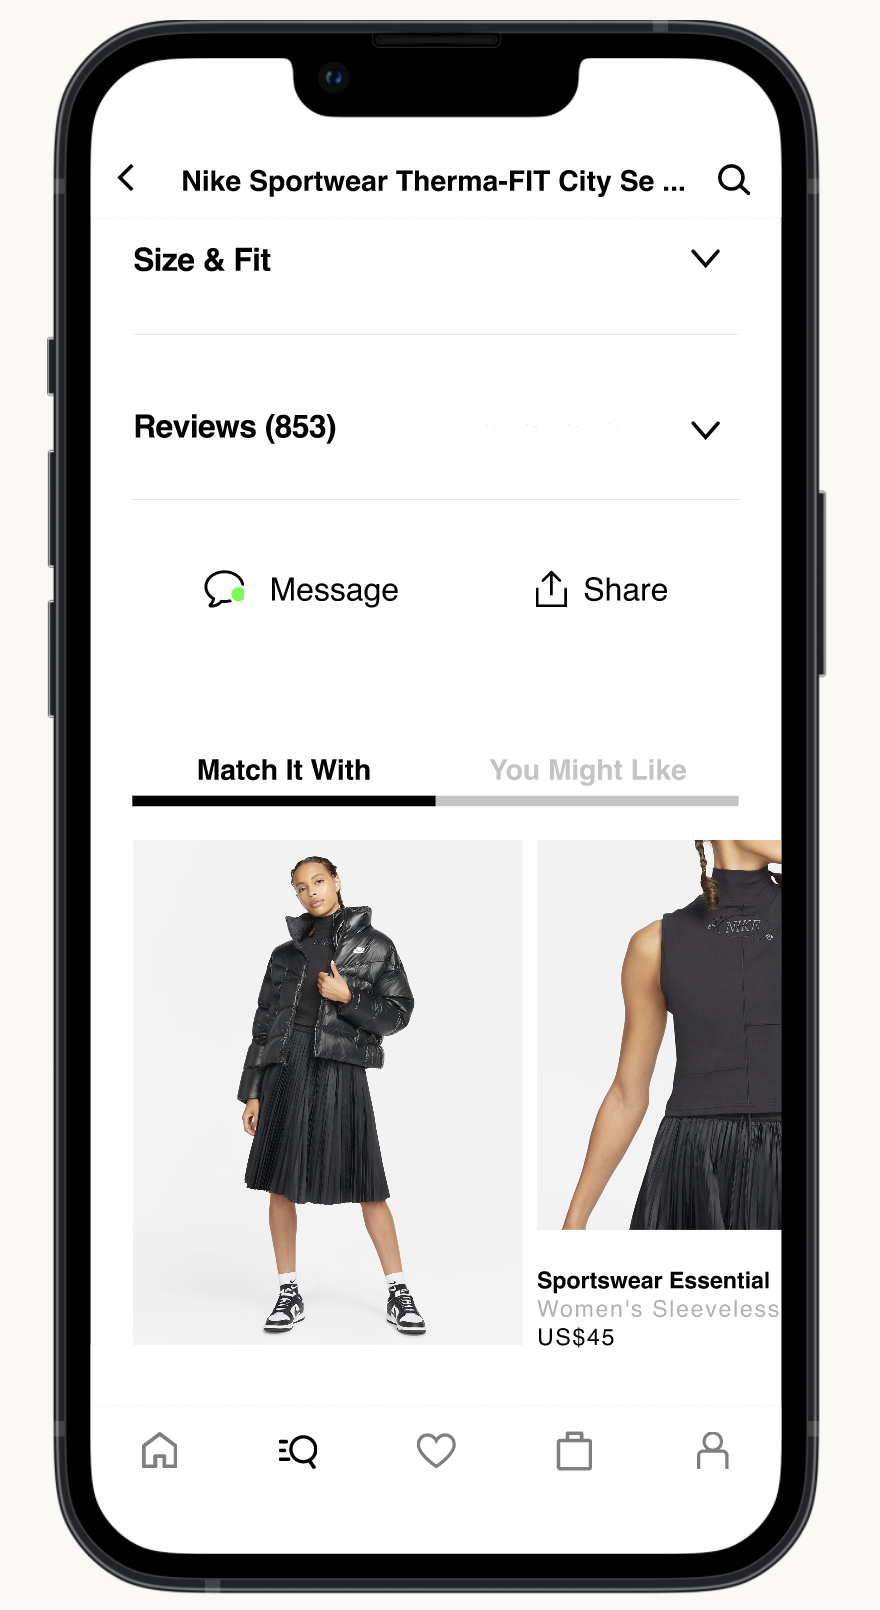 Nike Sportwear Therma-FIT City Se ...
Size & Fit
Reviews (853)
Message
Share
Match It With
You Might Like
NIKE
Sportswear Essential
Women's Sleeveless
US$45